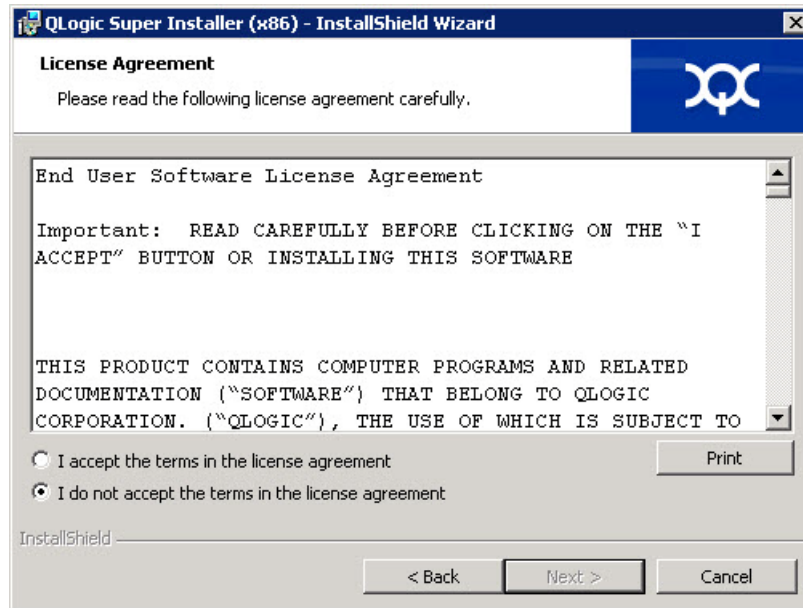 QLogic Super Installer (x86) - InstallShield Wizard
License Agreement
Please read the following license agreement carefully.
End User Software License Agreement
Important:  READ CAREFULLY BEFORE CLICKING ON THE “I
ACCEPT” BUTTON OR INSTALLING THIS SOFTWARE
THIS PRODUCT CONTAINS COMPUTER PROGRAMS AND RELATED
DOCUMENTATION (“SOFTWARE”) THAT BELONG TO QLOGIC
CORPORATION. (“QLOGIC”), THE USE OF WHICH IS SUBJECT TO
I accept the terms in the license agreement
Print
I do not accept the terms in the license agreement
InstallShield
< Back
Next >
Cancel